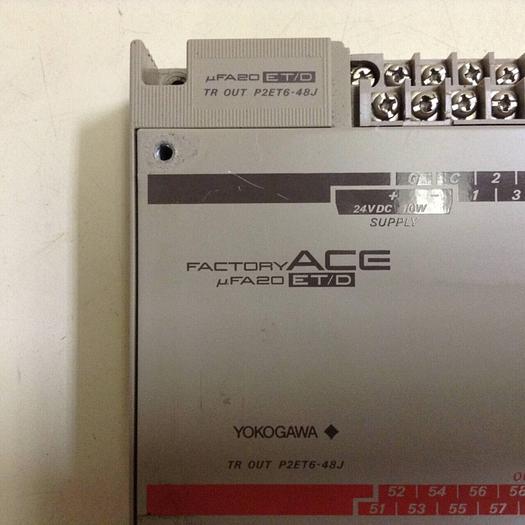 µFA20 ET/D
TR OUT P2ET6-48J
G C 2
+ - 1 3
24VDC 10W
SUPPLY
FACTORY ACE
µFA20 ET/D
YOKOGAWA
TR OUT P2ET6-48J
52 54 56 58
51 53 55 57